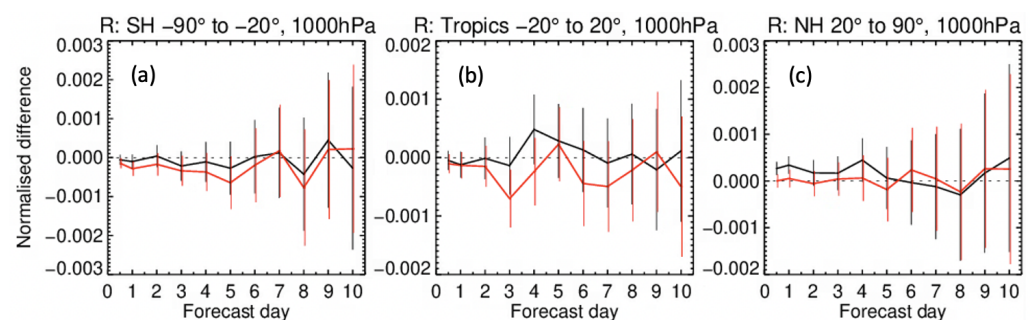 R: SH −90° to −20°, 1000hPa
R: Tropics −20° to 20°, 1000hPa
R: NH 20° to 90°, 1000hPa
Normalised difference
(a)
0.003
0.002
0.001
0.000
−0.001
−0.002
−0.003
0 1 2 3 4 5 6 7 8 9 10
Forecast day
(b)
0.002
0.001
0.000
−0.001
−0.002
0 1 2 3 4 5 6 7 8 9 10
Forecast day
(c)
0.003
0.002
0.001
0.000
−0.001
−0.002
0 1 2 3 4 5 6 7 8 9 10
Forecast day